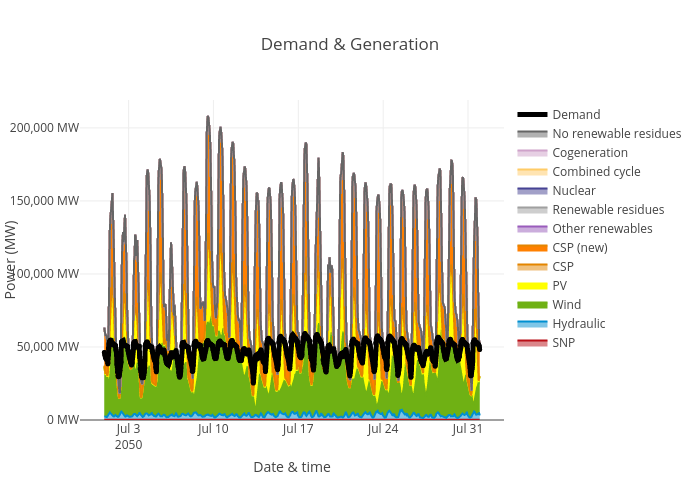 Demand & Generation
200,000 MW
150,000 MW
100,000 MW
50,000 MW
0 MW
Power (MW)
Jul 3
2050
Jul 10
Jul 17
Jul 24
Jul 31
Date & time
Demand
No renewable residues
Cogeneration
Combined cycle
Nuclear
Renewable residues
Other renewables
CSP (new)
CSP
PV
Wind
Hydraulic
SNP